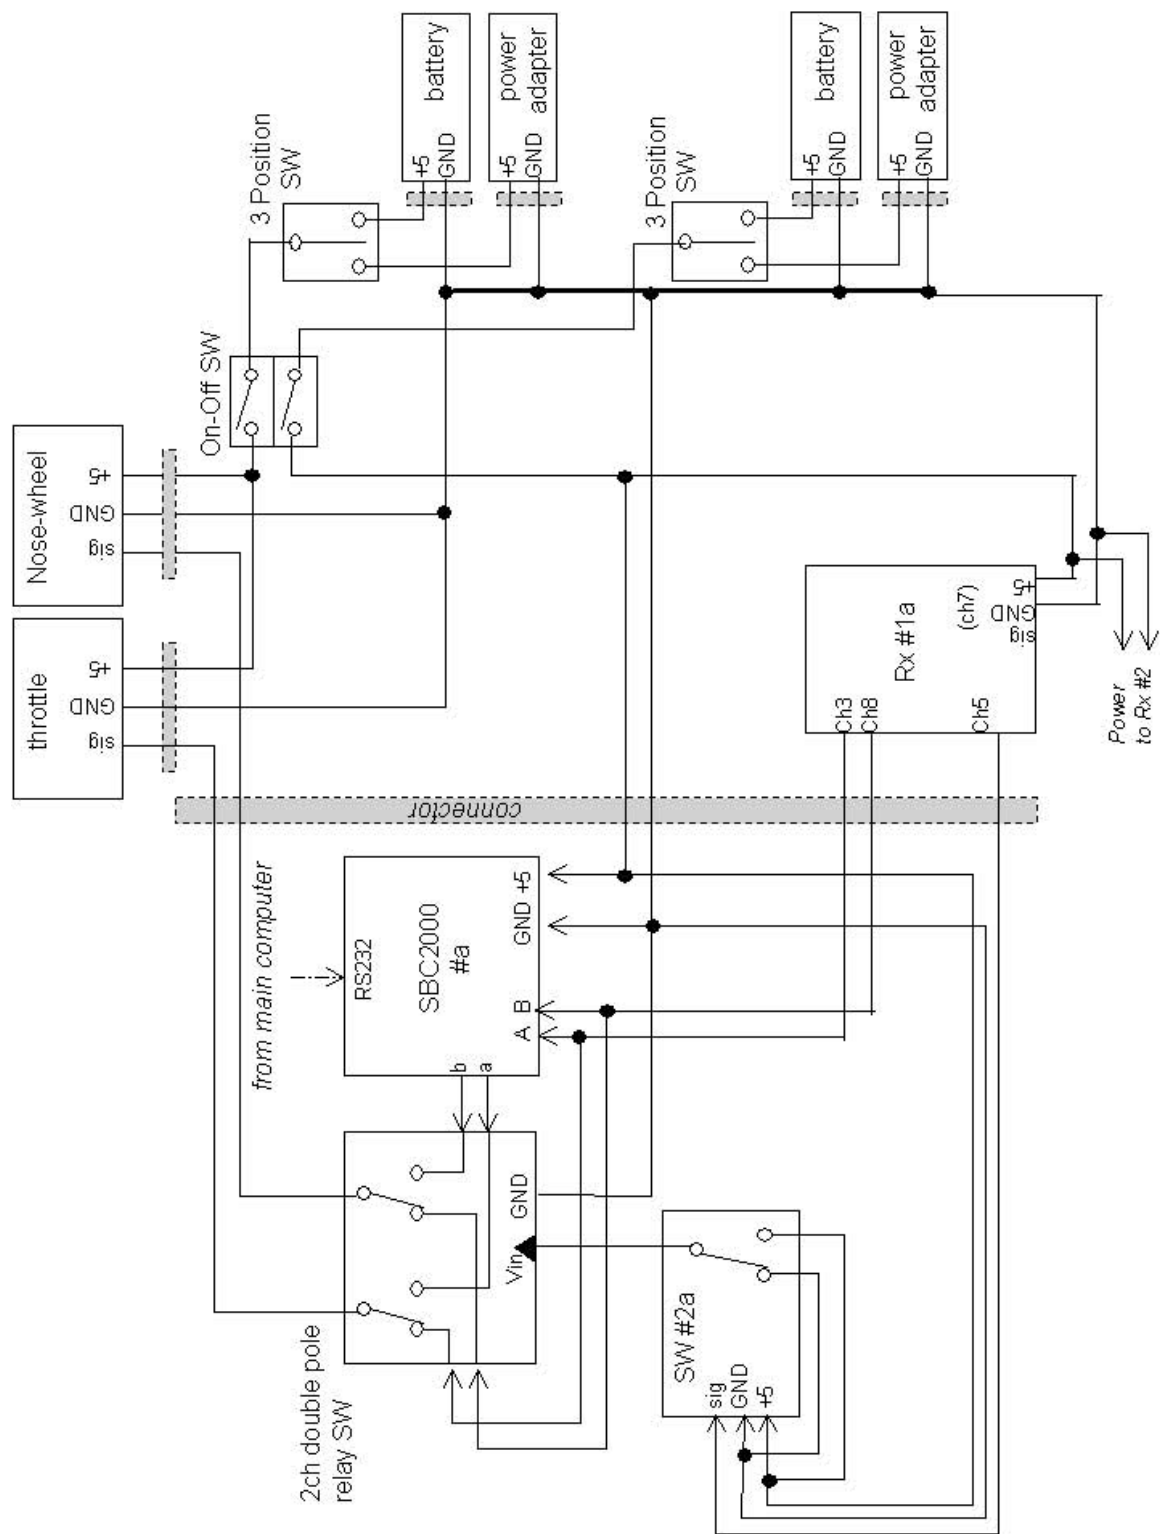 battery
+5
GND
power
adapter
+5
GND
3 Position
SW
battery
+5
GND
power
adapter
+5
GND
3 Position
SW
On-Off SW
Nose-wheel
+5
GND
sig
throttle
+5
GND
sig
Rx #1a
(ch7)
+5
GND
sig
Ch3
Ch8
Ch5
Power
to Rx #2
connector
from main computer
RS232
SBC2000
#a
GND +5
A B
b
a
2ch double pole
relay SW
Vin
GND
SW #2a
sig
GND
+5